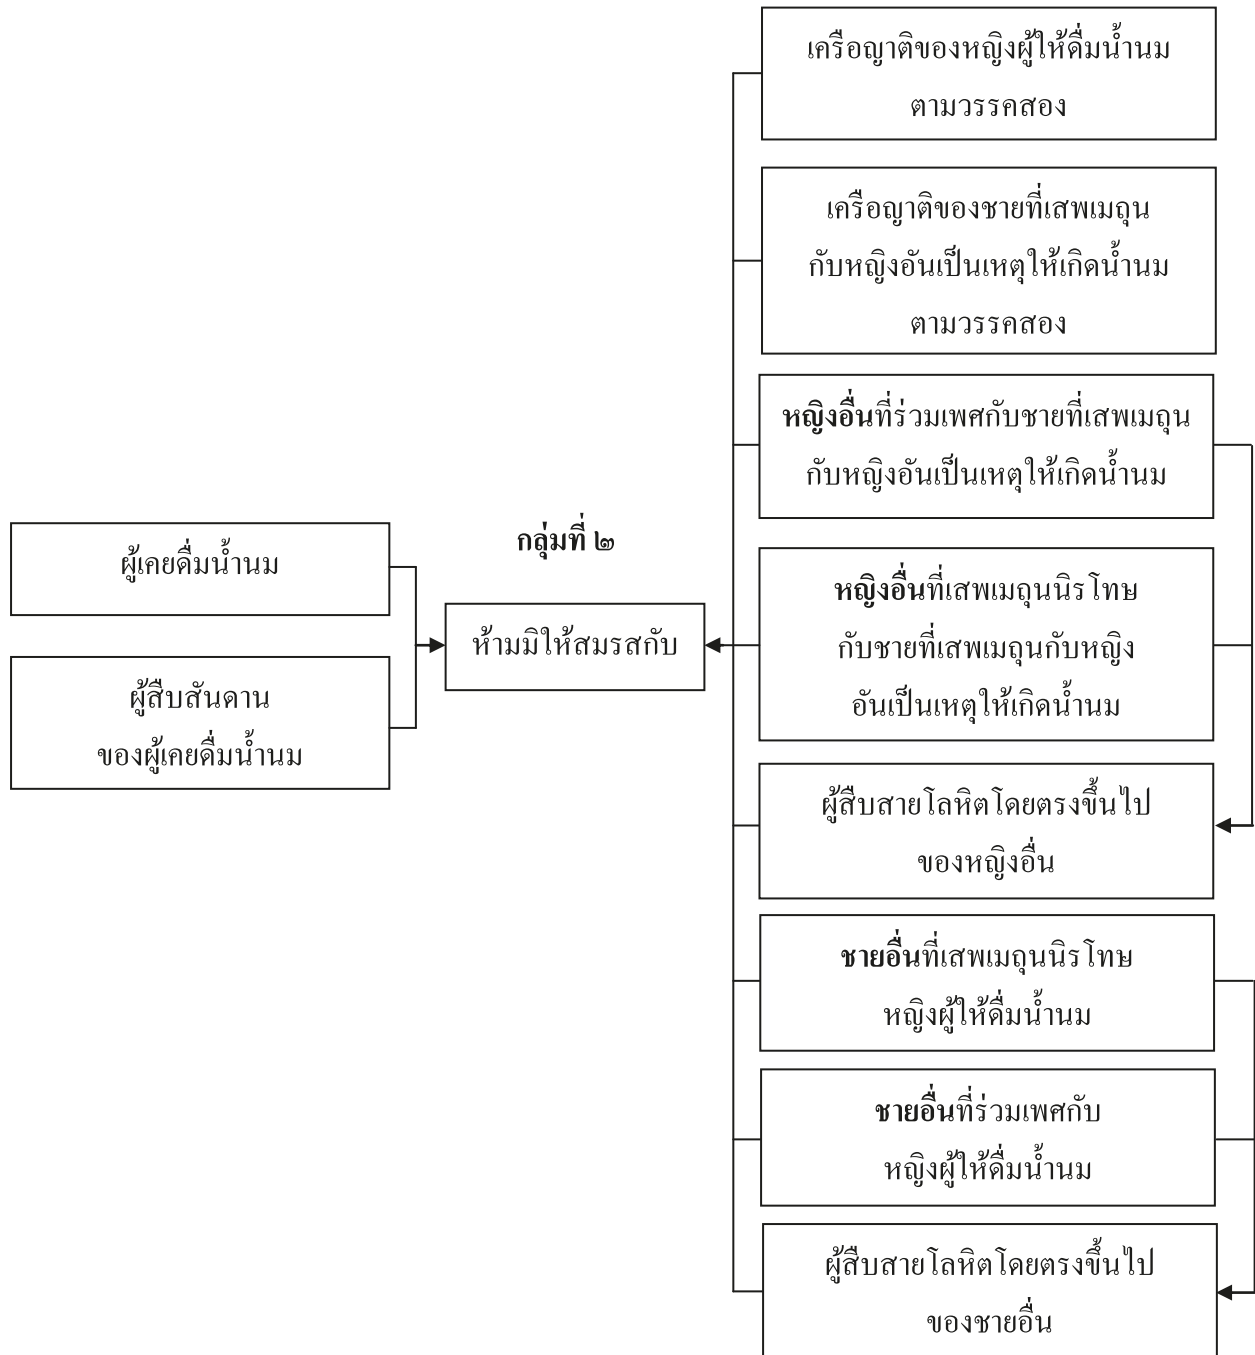 เครือญาติของหญิงผู้ให้ดื่มน้ำนม
ตามวรรคสอง
เครือญาติของชายที่เสพเมถุน
กับหญิงอันเป็นเหตุให้เกิดน้ำนม
ตามวรรคสอง
หญิงอื่นที่ร่วมเพศกับชายที่เสพเมถุน
กับหญิงอันเป็นเหตุให้เกิดน้ำนม
กลุ่มที่ ๒
ผู้เคยดื่มน้ำนม
หญิงอื่นที่เสพเมถุนนิรโทษ
กับชายที่เสพเมถุนกับหญิง
อันเป็นเหตุให้เกิดน้ำนม
ห้ามมิให้สมรสกับ
ผู้สืบสันดาน
ของผู้เคยดื่มน้ำนม
ผู้สืบสายโลหิตโดยตรงขึ้นไป
ของหญิงอื่น
ชายอื่นที่เสพเมถุนนิรโทษ
หญิงผู้ให้ดื่มน้ำนม
ชายอื่นที่ร่วมเพศกับ
หญิงผู้ให้ดื่มน้ำนม
ผู้สืบสายโลหิตโดยตรงขึ้นไป
ของชายอื่น